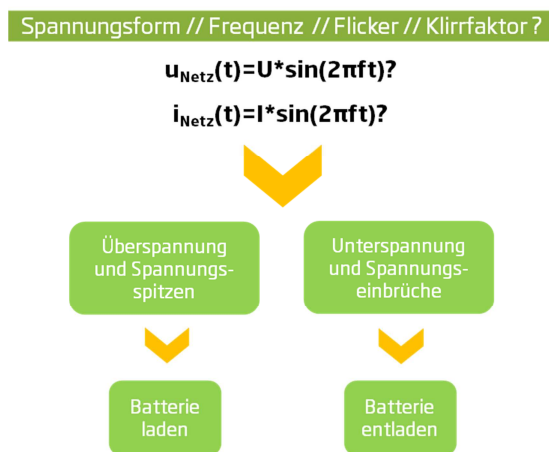 Spannungsform // Frequenz // Flicker // Klirrfaktor ?
uNetz(t)=U*sin(2πft)?
iNetz(t)=I*sin(2πft)?
Überspannung
und Spannungs-
spitzen
Unterspannung
und Spannungs-
einbrüche
Batterie
laden
Batterie
entladen